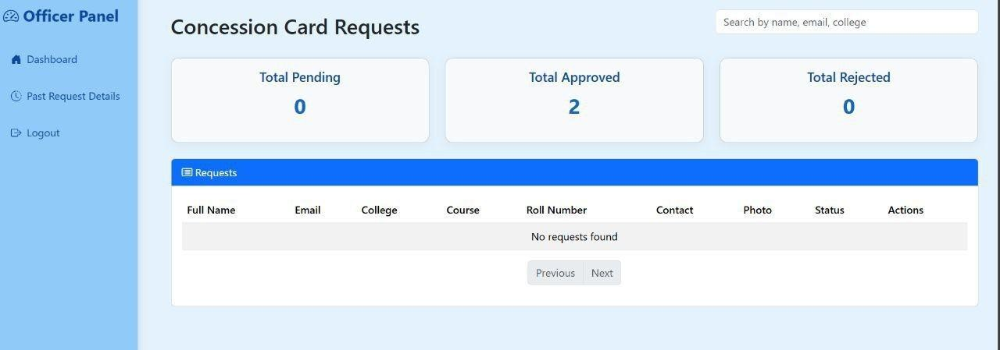 Officer Panel
Dashboard
Past Request Details
Logout
Concession Card Requests
Search by name, email, college
Total Pending
0
Total Approved
2
Total Rejected
0
Requests
Full Name Email College Course Roll Number Contact Photo Status Actions
No requests found
Previous Next